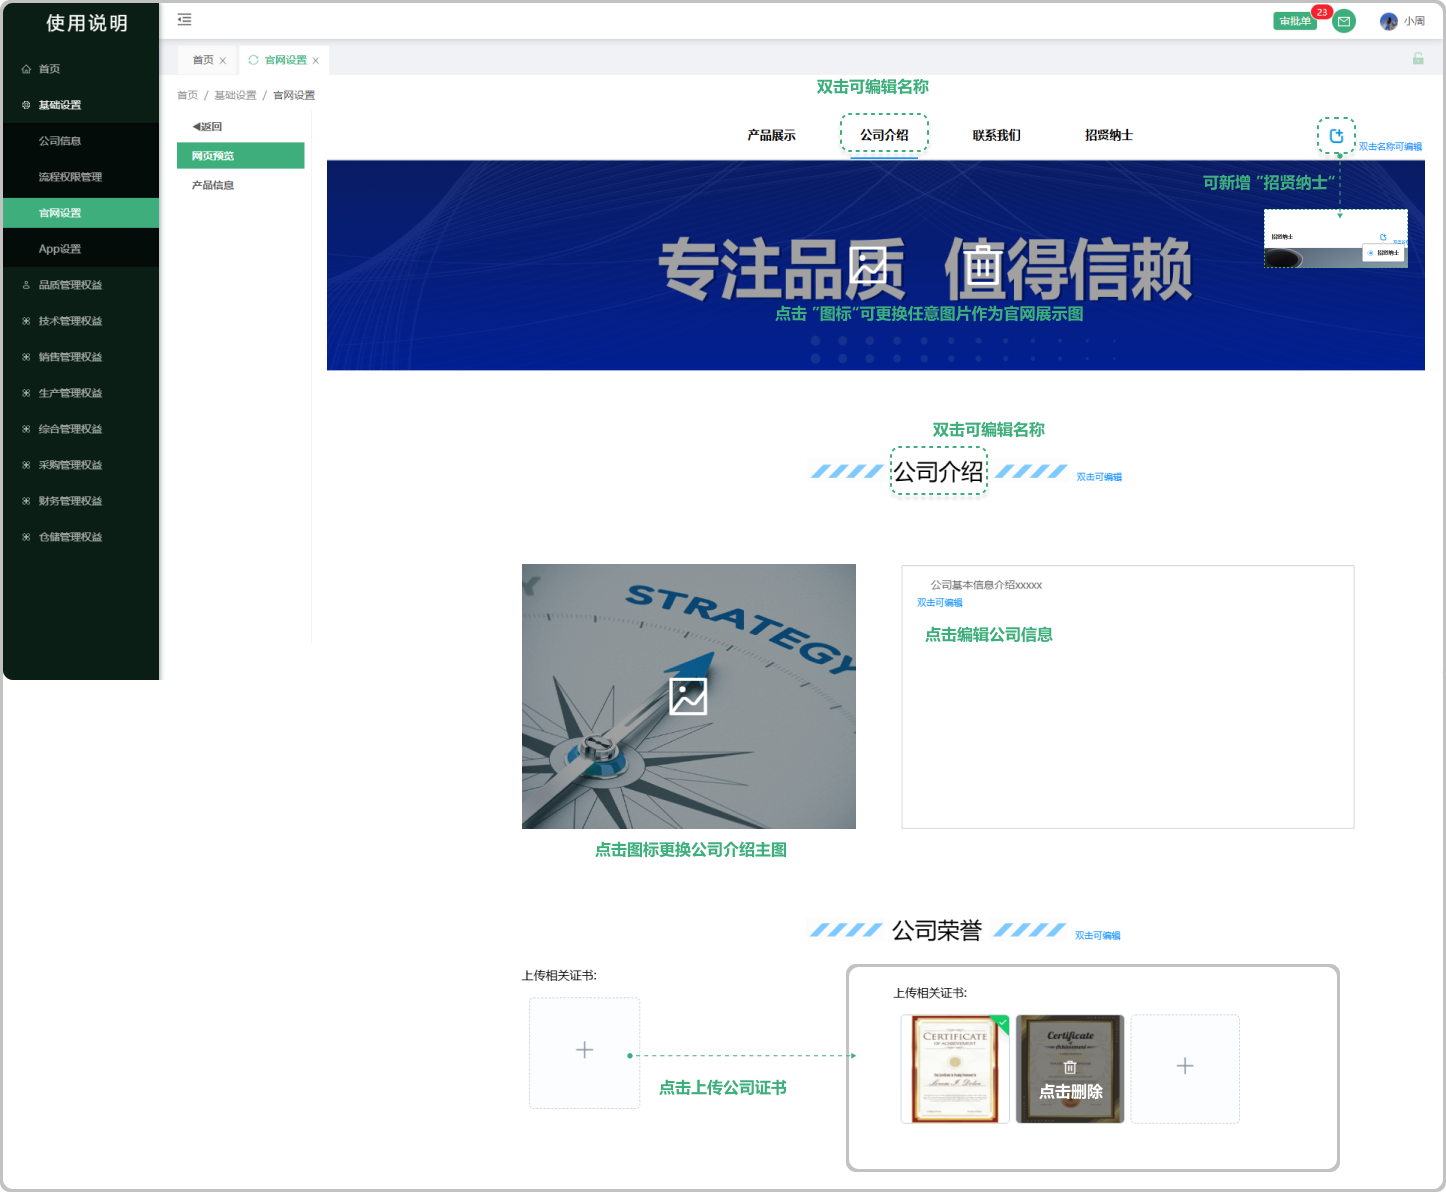 使用说明
审批单
23
小周
首页
基础设置
公司信息
流程权限管理
官网设置
App设置
品质管理权益
技术管理权益
销售管理权益
生产管理权益
综合管理权益
采购管理权益
财务管理权益
仓储管理权益
首页 ×
官网设置 ×
首页 / 基础设置 / 官网设置
◀返回
网页预览
产品信息
双击可编辑名称
产品展示
公司介绍
联系我们
招贤纳士
双击名称可编辑
可新增 “招贤纳士”
招贤纳士
招贤纳士
专注品质 值得信赖
点击 “图标”可更换任意图片作为官网展示图
双击可编辑名称
公司介绍
双击可编辑
STRATEGY
公司基本信息介绍xxxxx
双击可编辑
点击编辑公司信息
点击图标更换公司介绍主图
公司荣誉
双击可编辑
上传相关证书:
点击上传公司证书
上传相关证书:
CERTIFICATE
OF ACHIEVEMENT
Certificate
of
Achievement
点击删除